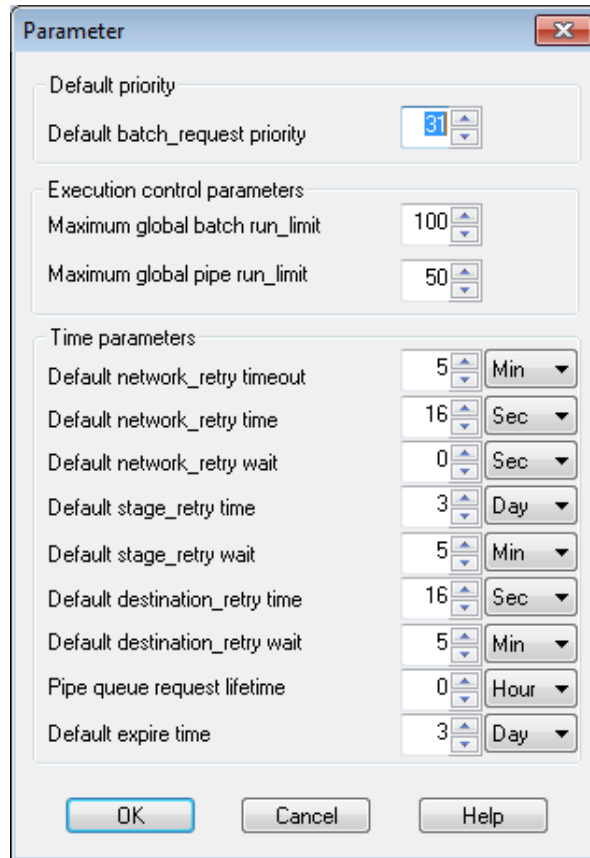 Parameter
Default priority
Default batch_request priority 31
Execution control parameters
Maximum global batch run_limit 100
Maximum global pipe run_limit 50
Time parameters
Default network_retry timeout 5 Min
Default network_retry time 16 Sec
Default network_retry wait 0 Sec
Default stage_retry time 3 Day
Default stage_retry wait 5 Min
Default destination_retry time 16 Sec
Default destination_retry wait 5 Min
Pipe queue request lifetime 0 Hour
Default expire time 3 Day
OK Cancel Help